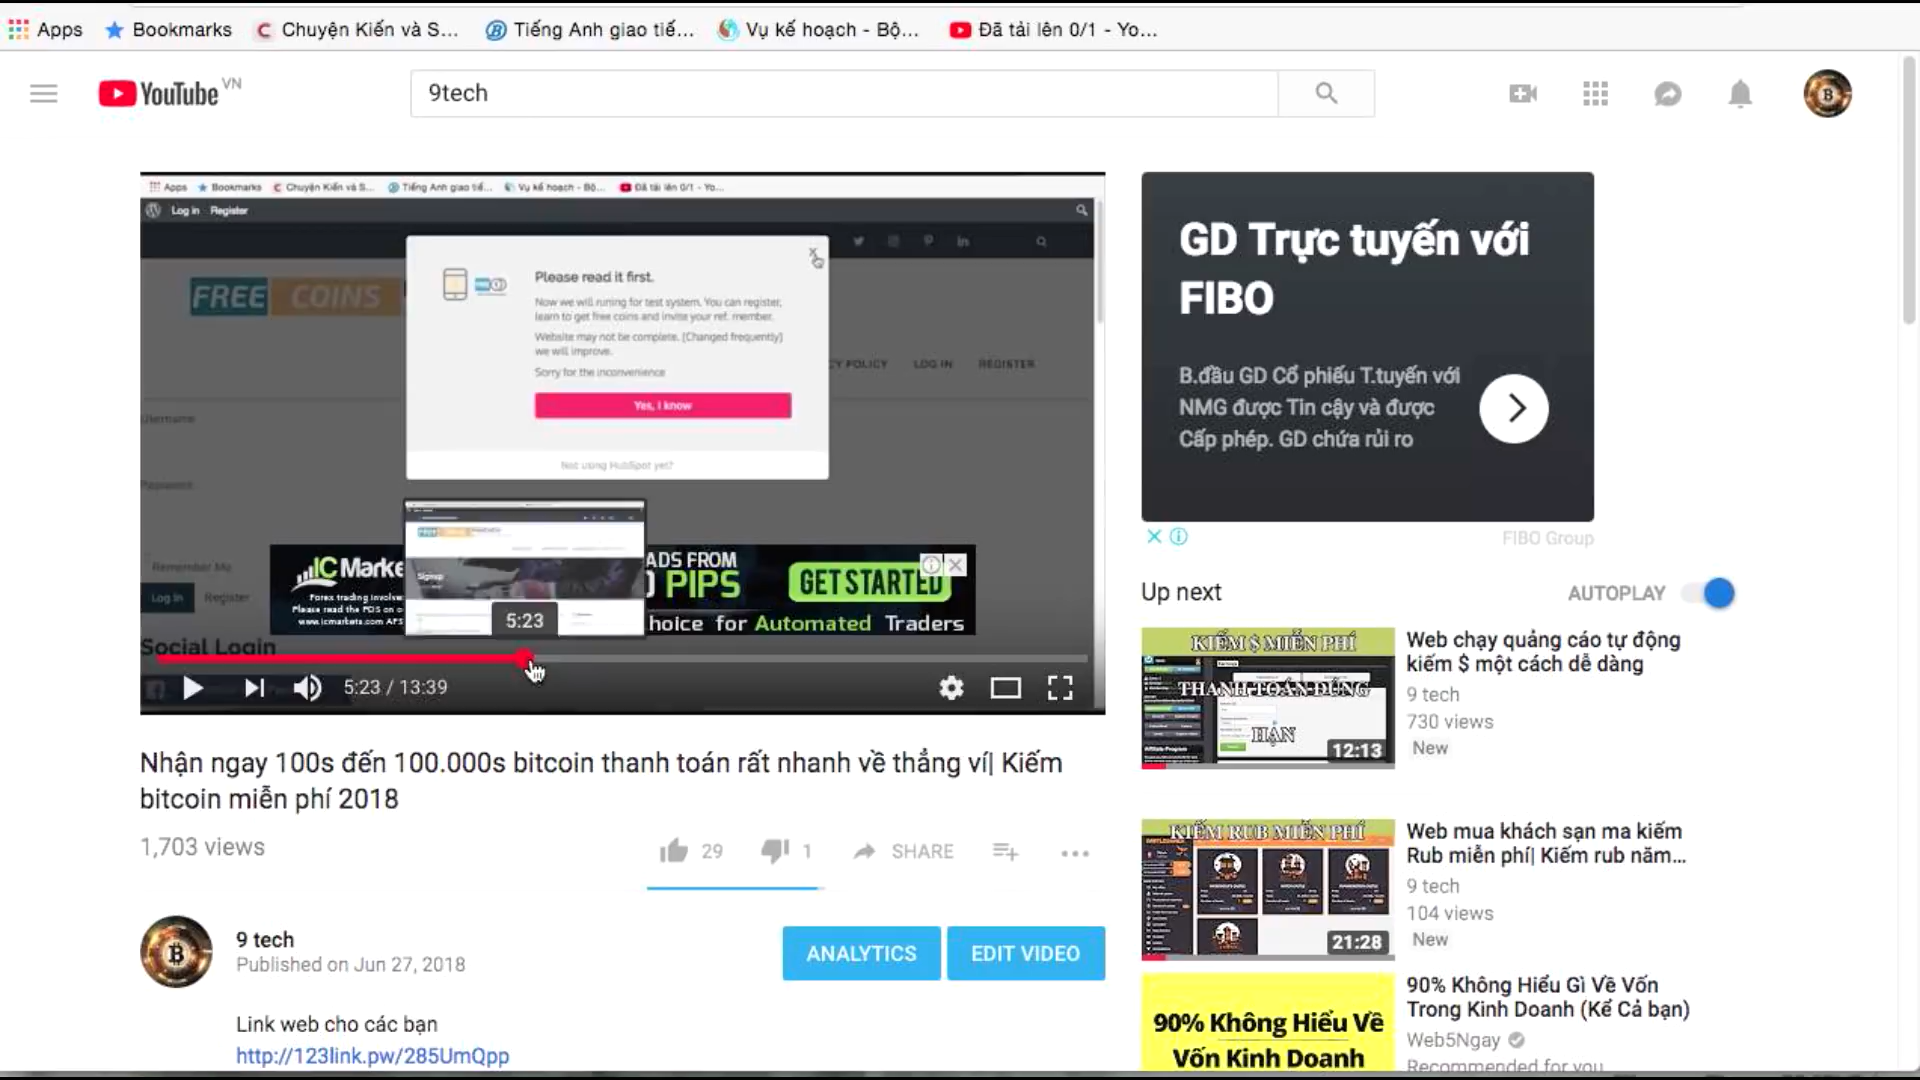 Apps Bookmarks Chuyện Kiến và S... Tiếng Anh giao tiế... Vụ kế hoạch - Bộ... Đã tải lên 0/1 - Yo...
YouTube VN
9tech
Apps Bookmarks Chuyện Kiến và S... Tiếng Anh giao tiế... Vụ kế hoạch - Bộ... Đã tải lên 0/1 - Yo...
Log in Register
FREE COINS
Please read it first.
Now we will runing for test system. You can register,
learn to get free coins and invite your ref. member.
Website may not be complete. [Changed frequently]
we will improve.
Sorry for the inconvenience
Yes, I know
Not using HubSpot yet?
CY POLICY LOG IN REGISTER
Username
Password
Remember Me
Log In Register
Social Login
IC Marke
Forex trading involve
Please read the PDS on o
www.icmarkets.com AFS
Signup
ADS FROM
PIPS
GET STARTED
hoice for Automated Traders
5:23
5:23 / 13:39
Nhận ngay 100s đến 100.000s bitcoin thanh toán rất nhanh về thẳng ví| Kiếm
bitcoin miễn phí 2018
1,703 views
29 1 SHARE
9 tech
Published on Jun 27, 2018
ANALYTICS EDIT VIDEO
Link web cho các bạn
http://123link.pw/285UmQpp
GD Trực tuyến với
FIBO
B.đầu GD Cổ phiếu T.tuyến với
NMG được Tin cậy và được
Cấp phép. GD chứa rủi ro
FIBO Group
Up next AUTOPLAY
KIẾM $ MIỄN PHÍ
THANH TOÁN ĐÚNG
HẠN
12:13
Web chạy quảng cáo tự động
kiếm $ một cách dễ dàng
9 tech
730 views
New
KIẾM RUB MIỄN PHÍ
21:28
Web mua khách sạn ma kiếm
Rub miễn phí| Kiếm rub năm...
9 tech
104 views
New
90% Không Hiểu Về
Vốn Kinh Doanh
90% Không Hiểu Gì Về Vốn
Trong Kinh Doanh (Kể Cả bạn)
Web5Ngay
Recommended for you